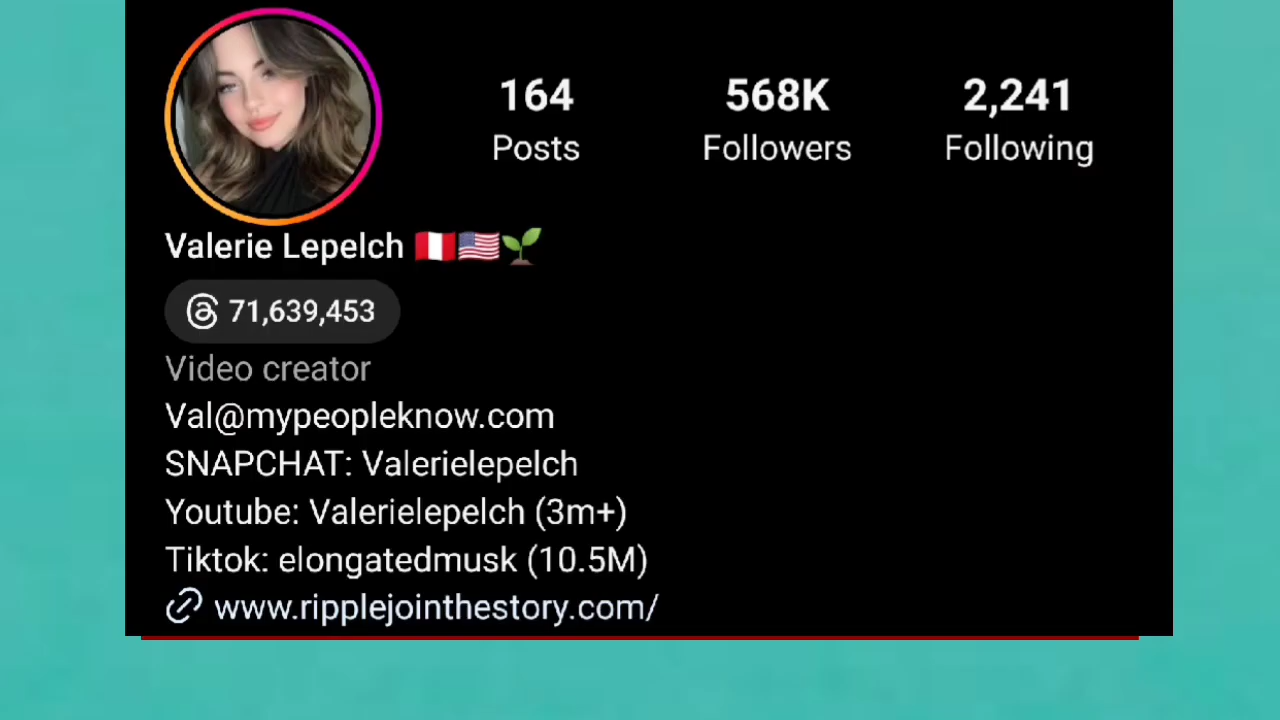 164 568K 2,241
Posts Followers Following
Valerie Lepelch 🇵🇪🇺🇸🌱
71,639,453
Video creator
Val@mypeopleknow.com
SNAPCHAT: Valerielepelch
Youtube: Valerielepelch (3m+)
Tiktok: elongatedmusk (10.5M)
www.ripplejointhestory.com/